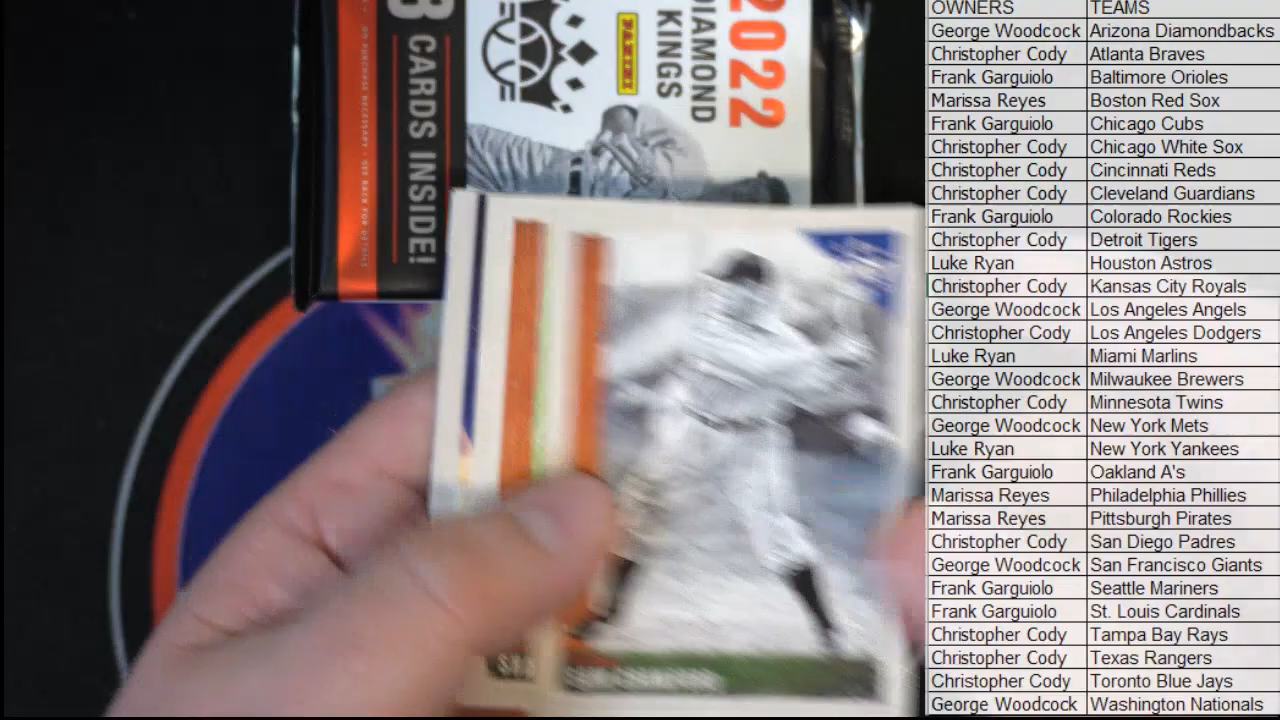 2022
DIAMOND
KINGS
PANINI
8 CARDS INSIDE!
OWNERS TEAMS
George Woodcock Arizona Diamondbacks
Christopher Cody Atlanta Braves
Frank Garguiolo Baltimore Orioles
Marissa Reyes Boston Red Sox
Frank Garguiolo Chicago Cubs
Christopher Cody Chicago White Sox
Christopher Cody Cincinnati Reds
Christopher Cody Cleveland Guardians
Frank Garguiolo Colorado Rockies
Christopher Cody Detroit Tigers
Luke Ryan Houston Astros
Christopher Cody Kansas City Royals
George Woodcock Los Angeles Angels
Christopher Cody Los Angeles Dodgers
Luke Ryan Miami Marlins
George Woodcock Milwaukee Brewers
Christopher Cody Minnesota Twins
George Woodcock New York Mets
Luke Ryan New York Yankees
Frank Garguiolo Oakland A's
Marissa Reyes Philadelphia Phillies
Marissa Reyes Pittsburgh Pirates
Christopher Cody San Diego Padres
George Woodcock San Francisco Giants
Frank Garguiolo Seattle Mariners
Frank Garguiolo St. Louis Cardinals
Christopher Cody Tampa Bay Rays
Christopher Cody Texas Rangers
Christopher Cody Toronto Blue Jays
George Woodcock Washington Nationals